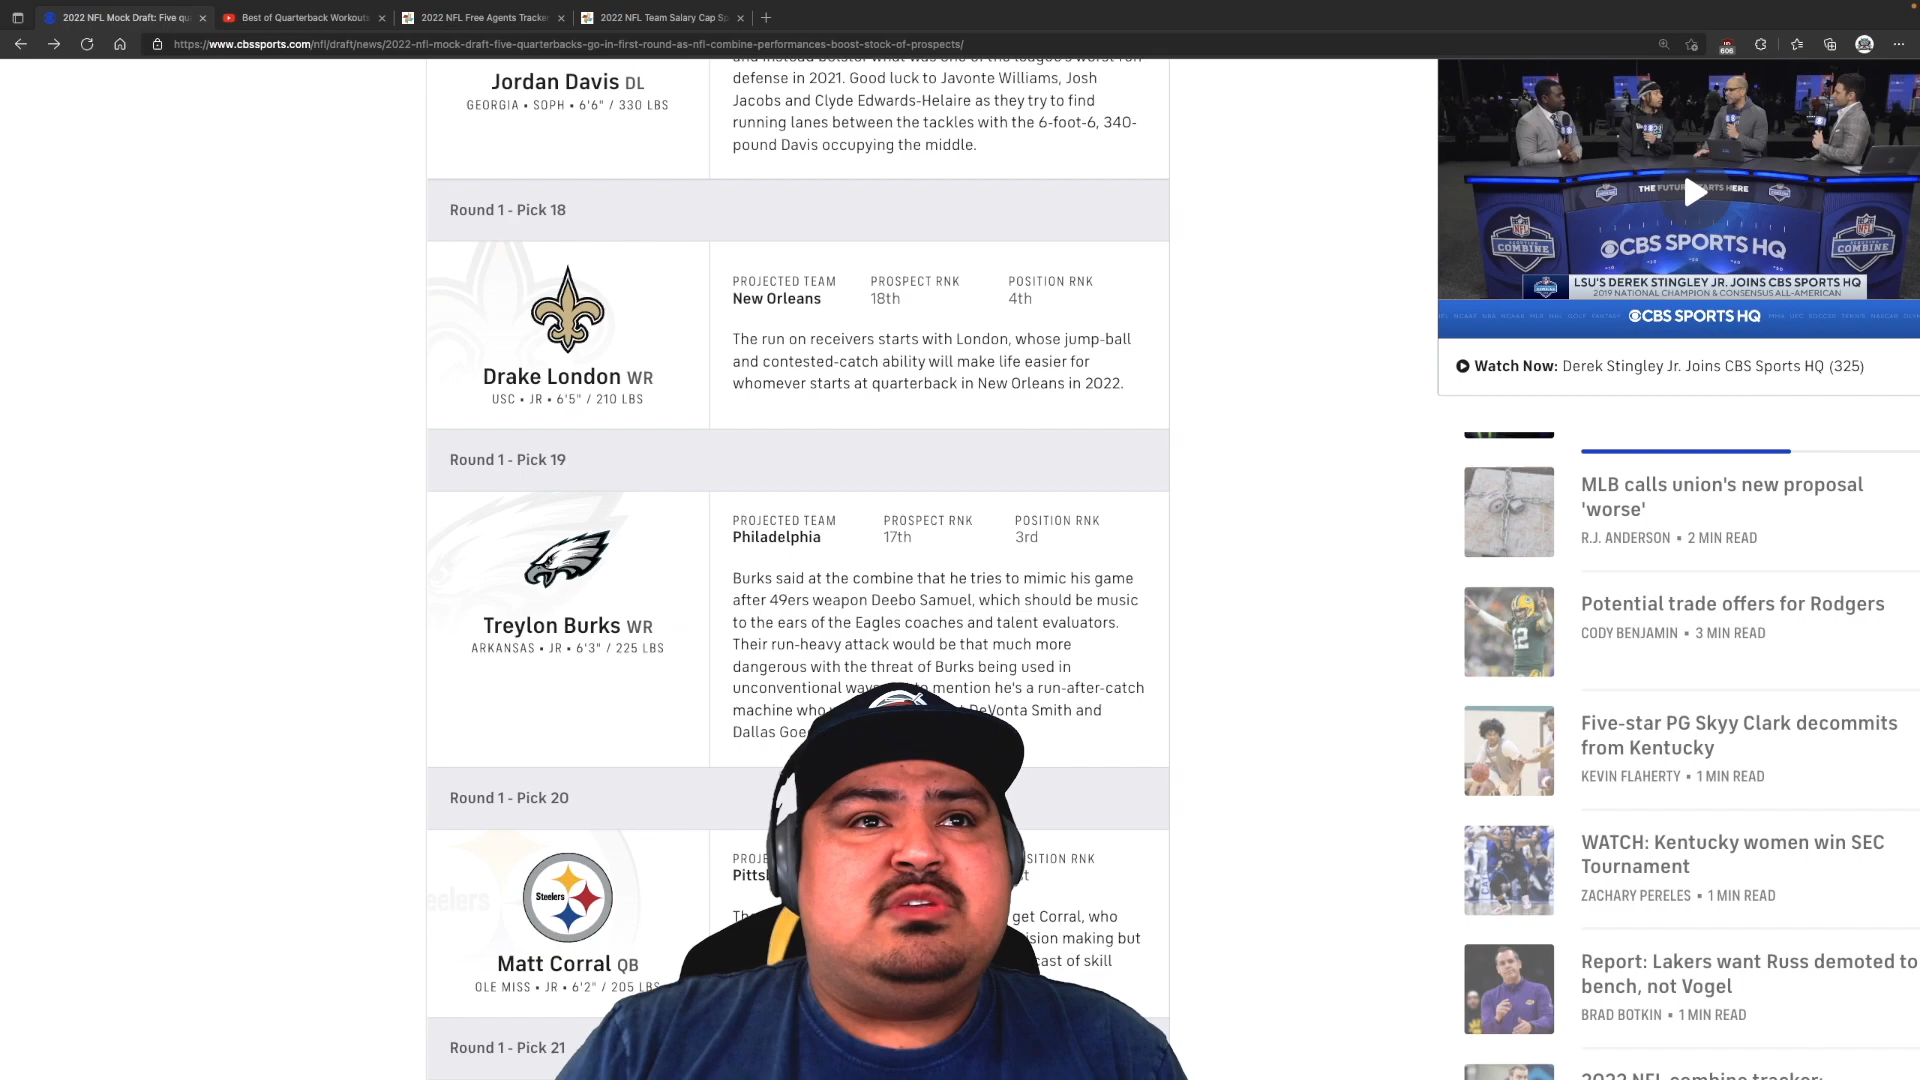 2022 NFL Mock Draft: Five qu
Best of Quarterback Workouts
2022 NFL Free Agents Tracker
2022 NFL Team Salary Cap Sp
https://www.cbssports.com/nfl/draft/news/2022-nfl-mock-draft-five-quarterbacks-go-in-first-round-as-nfl-combine-performances-boost-stock-of-prospects/
606
Jordan Davis DL
GEORGIA • SOPH • 6'6" / 330 LBS
defense in 2021. Good luck to Javonte Williams, Josh
Jacobs and Clyde Edwards-Helaire as they try to find
running lanes between the tackles with the 6-foot-6, 340-
pound Davis occupying the middle.
Round 1 - Pick 18
Drake London WR
USC • JR • 6'5" / 210 LBS
PROJECTED TEAM PROSPECT RNK POSITION RNK
New Orleans 18th 4th
The run on receivers starts with London, whose jump-ball
and contested-catch ability will make life easier for
whomever starts at quarterback in New Orleans in 2022.
Round 1 - Pick 19
Treylon Burks WR
ARKANSAS • JR • 6'3" / 225 LBS
PROJECTED TEAM PROSPECT RNK POSITION RNK
Philadelphia 17th 3rd
Burks said at the combine that he tries to mimic his game
after 49ers weapon Deebo Samuel, which should be music
to the ears of the Eagles coaches and talent evaluators.
Their run-heavy attack would be that much more
dangerous with the threat of Burks being used in
unconventional mention he's a run-after-catch
machine who DeVonta Smith and
Dallas
Round 1 - Pick 20
Steelers
Matt Corral QB
OLE MISS • JR • 6'2" / 205 LBS
get Corral, who
making but
cast of skill
Round 1 - Pick 21
THE FUTURE STARTS HERE
NFL SCOUTING COMBINE
CBS SPORTS HQ
NFL SCOUTING COMBINE
LSU'S DEREK STINGLEY JR. JOINS CBS SPORTS HQ
2019 NATIONAL CHAMPION & CONSENSUS ALL-AMERICAN
CBS SPORTS HQ
Watch Now: Derek Stingley Jr. Joins CBS Sports HQ (325)
MLB calls union's new proposal
'worse'
R.J. ANDERSON • 2 MIN READ
Potential trade offers for Rodgers
CODY BENJAMIN • 3 MIN READ
Five-star PG Skyy Clark decommits
from Kentucky
KEVIN FLAHERTY • 1 MIN READ
WATCH: Kentucky women win SEC
Tournament
ZACHARY PERELES • 1 MIN READ
Report: Lakers want Russ demoted to
bench, not Vogel
BRAD BOTKIN • 1 MIN READ
2022 NFL combine tracker: